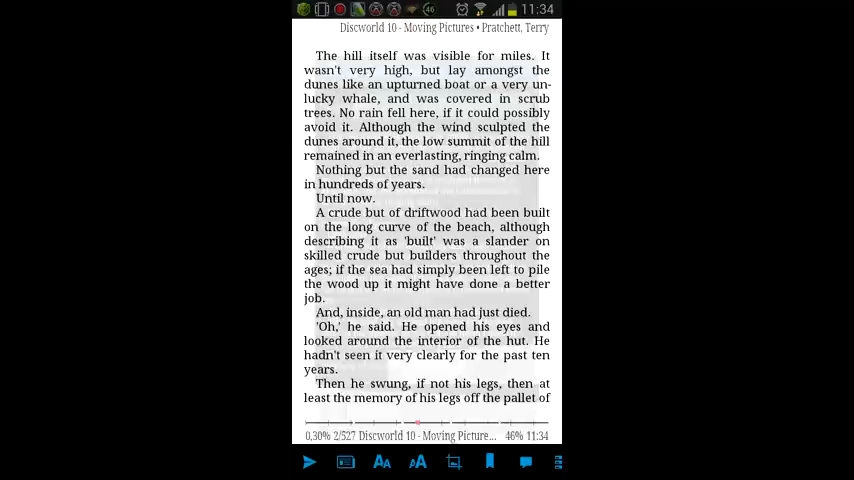 46
11:34
Discworld 10 - Moving Pictures • Pratchett, Terry
The hill itself was visible for miles. It
wasn't very high, but lay amongst the
dunes like an upturned boat or a very un-
lucky whale, and was covered in scrub
trees. No rain fell here, if it could possibly
avoid it. Although the wind sculpted the
dunes around it, the low summit of the hill
remained in an everlasting, ringing calm.
Nothing but the sand had changed here
in hundreds of years.
Until now.
A crude but of driftwood had been built
on the long curve of the beach, although
describing it as 'built' was a slander on
skilled crude but builders throughout the
ages; if the sea had simply been left to pile
the wood up it might have done a better
job.
And, inside, an old man had just died.
'Oh,' he said. He opened his eyes and
looked around the interior of the hut. He
hadn't seen it very clearly for the past ten
years.
Then he swung, if not his legs, then at
least the memory of his legs off the pallet of
0,30% 2/527 Discworld 10 - Moving Picture... 46% 11:34
AA AA